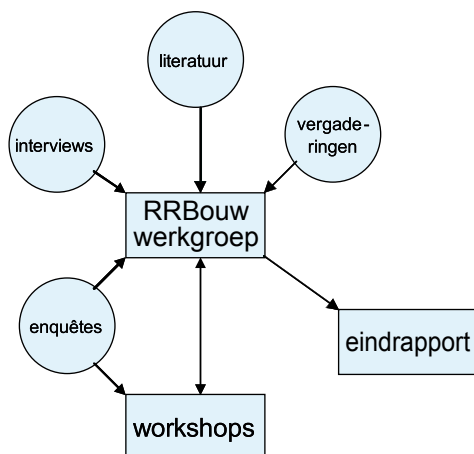 literatuur
interviews
vergade-
ringen
RRBouw
werkgroep
enquêtes
eindrapport
workshops